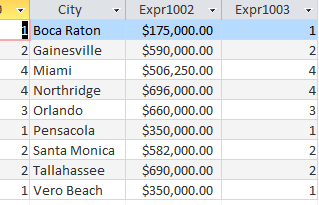 City Expr1002 Expr1003
1 Boca Raton $175,000.00 1
2 Gainesville $590,000.00 2
4 Miami $506,250.00 4
4 Northridge $696,000.00 4
3 Orlando $660,000.00 3
1 Pensacola $350,000.00 1
2 Santa Monica $582,000.00 2
2 Tallahassee $690,000.00 2
1 Vero Beach $350,000.00 1